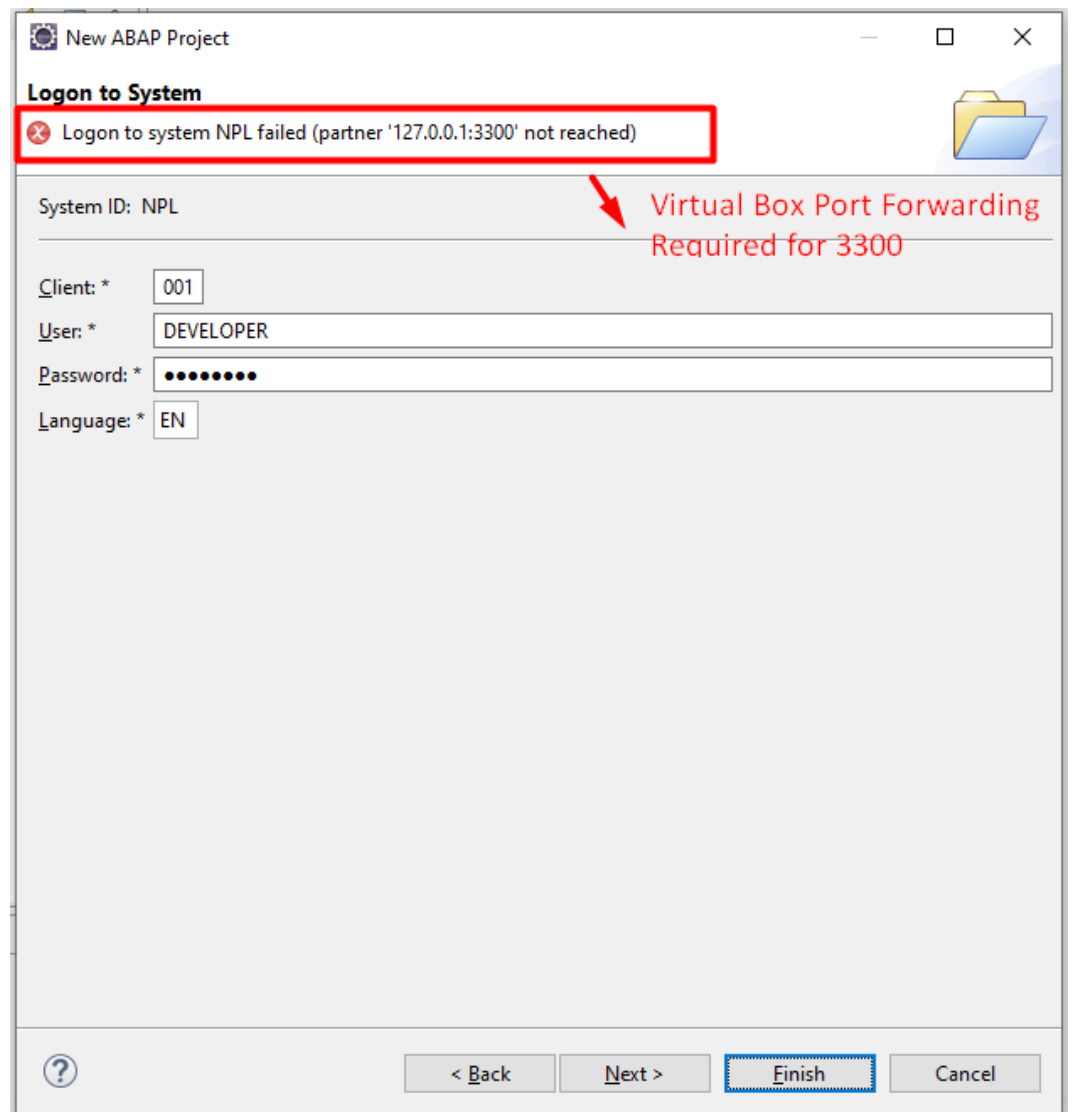 New ABAP Project
Logon to System
Logon to system NPL failed (partner '127.0.0.1:3300' not reached)
Virtual Box Port Forwarding
Required for 3300
System ID: NPL
Client: * 001
User: * DEVELOPER
Password: * ●●●●●●●●
Language: * EN
? < Back Next > Finish Cancel